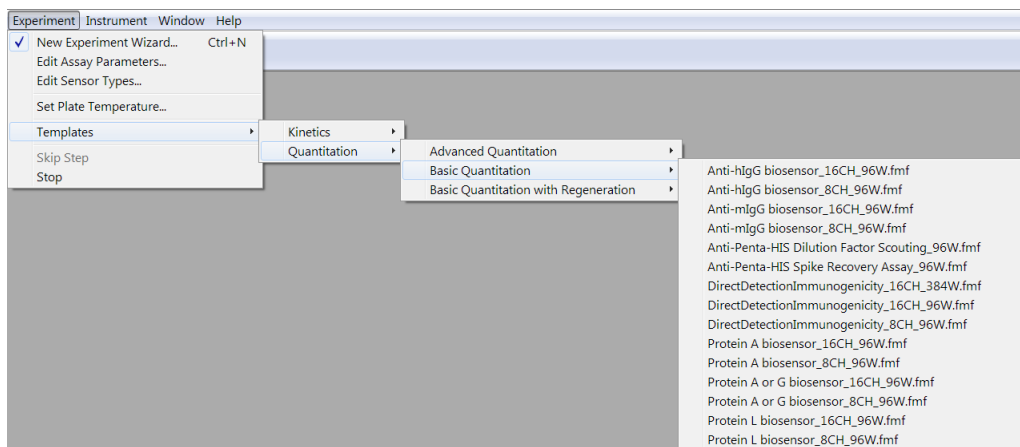 Experiment Instrument Window Help
New Experiment Wizard... Ctrl+N
Edit Assay Parameters...
Edit Sensor Types...
Set Plate Temperature...
Templates
Skip Step
Stop
Kinetics
Quantitation
Advanced Quantitation
Basic Quantitation
Basic Quantitation with Regeneration
Anti-hIgG biosensor_16CH_96W.fmf
Anti-hIgG biosensor_8CH_96W.fmf
Anti-mIgG biosensor_16CH_96W.fmf
Anti-mIgG biosensor_8CH_96W.fmf
Anti-Penta-HIS Dilution Factor Scouting_96W.fmf
Anti-Penta-HIS Spike Recovery Assay_96W.fmf
DirectDetectionImmunogenicity_16CH_384W.fmf
DirectDetectionImmunogenicity_16CH_96W.fmf
DirectDetectionImmunogenicity_8CH_96W.fmf
Protein A biosensor_16CH_96W.fmf
Protein A biosensor_8CH_96W.fmf
Protein A or G biosensor_16CH_96W.fmf
Protein A or G biosensor_8CH_96W.fmf
Protein L biosensor_16CH_96W.fmf
Protein L biosensor_8CH_96W.fmf